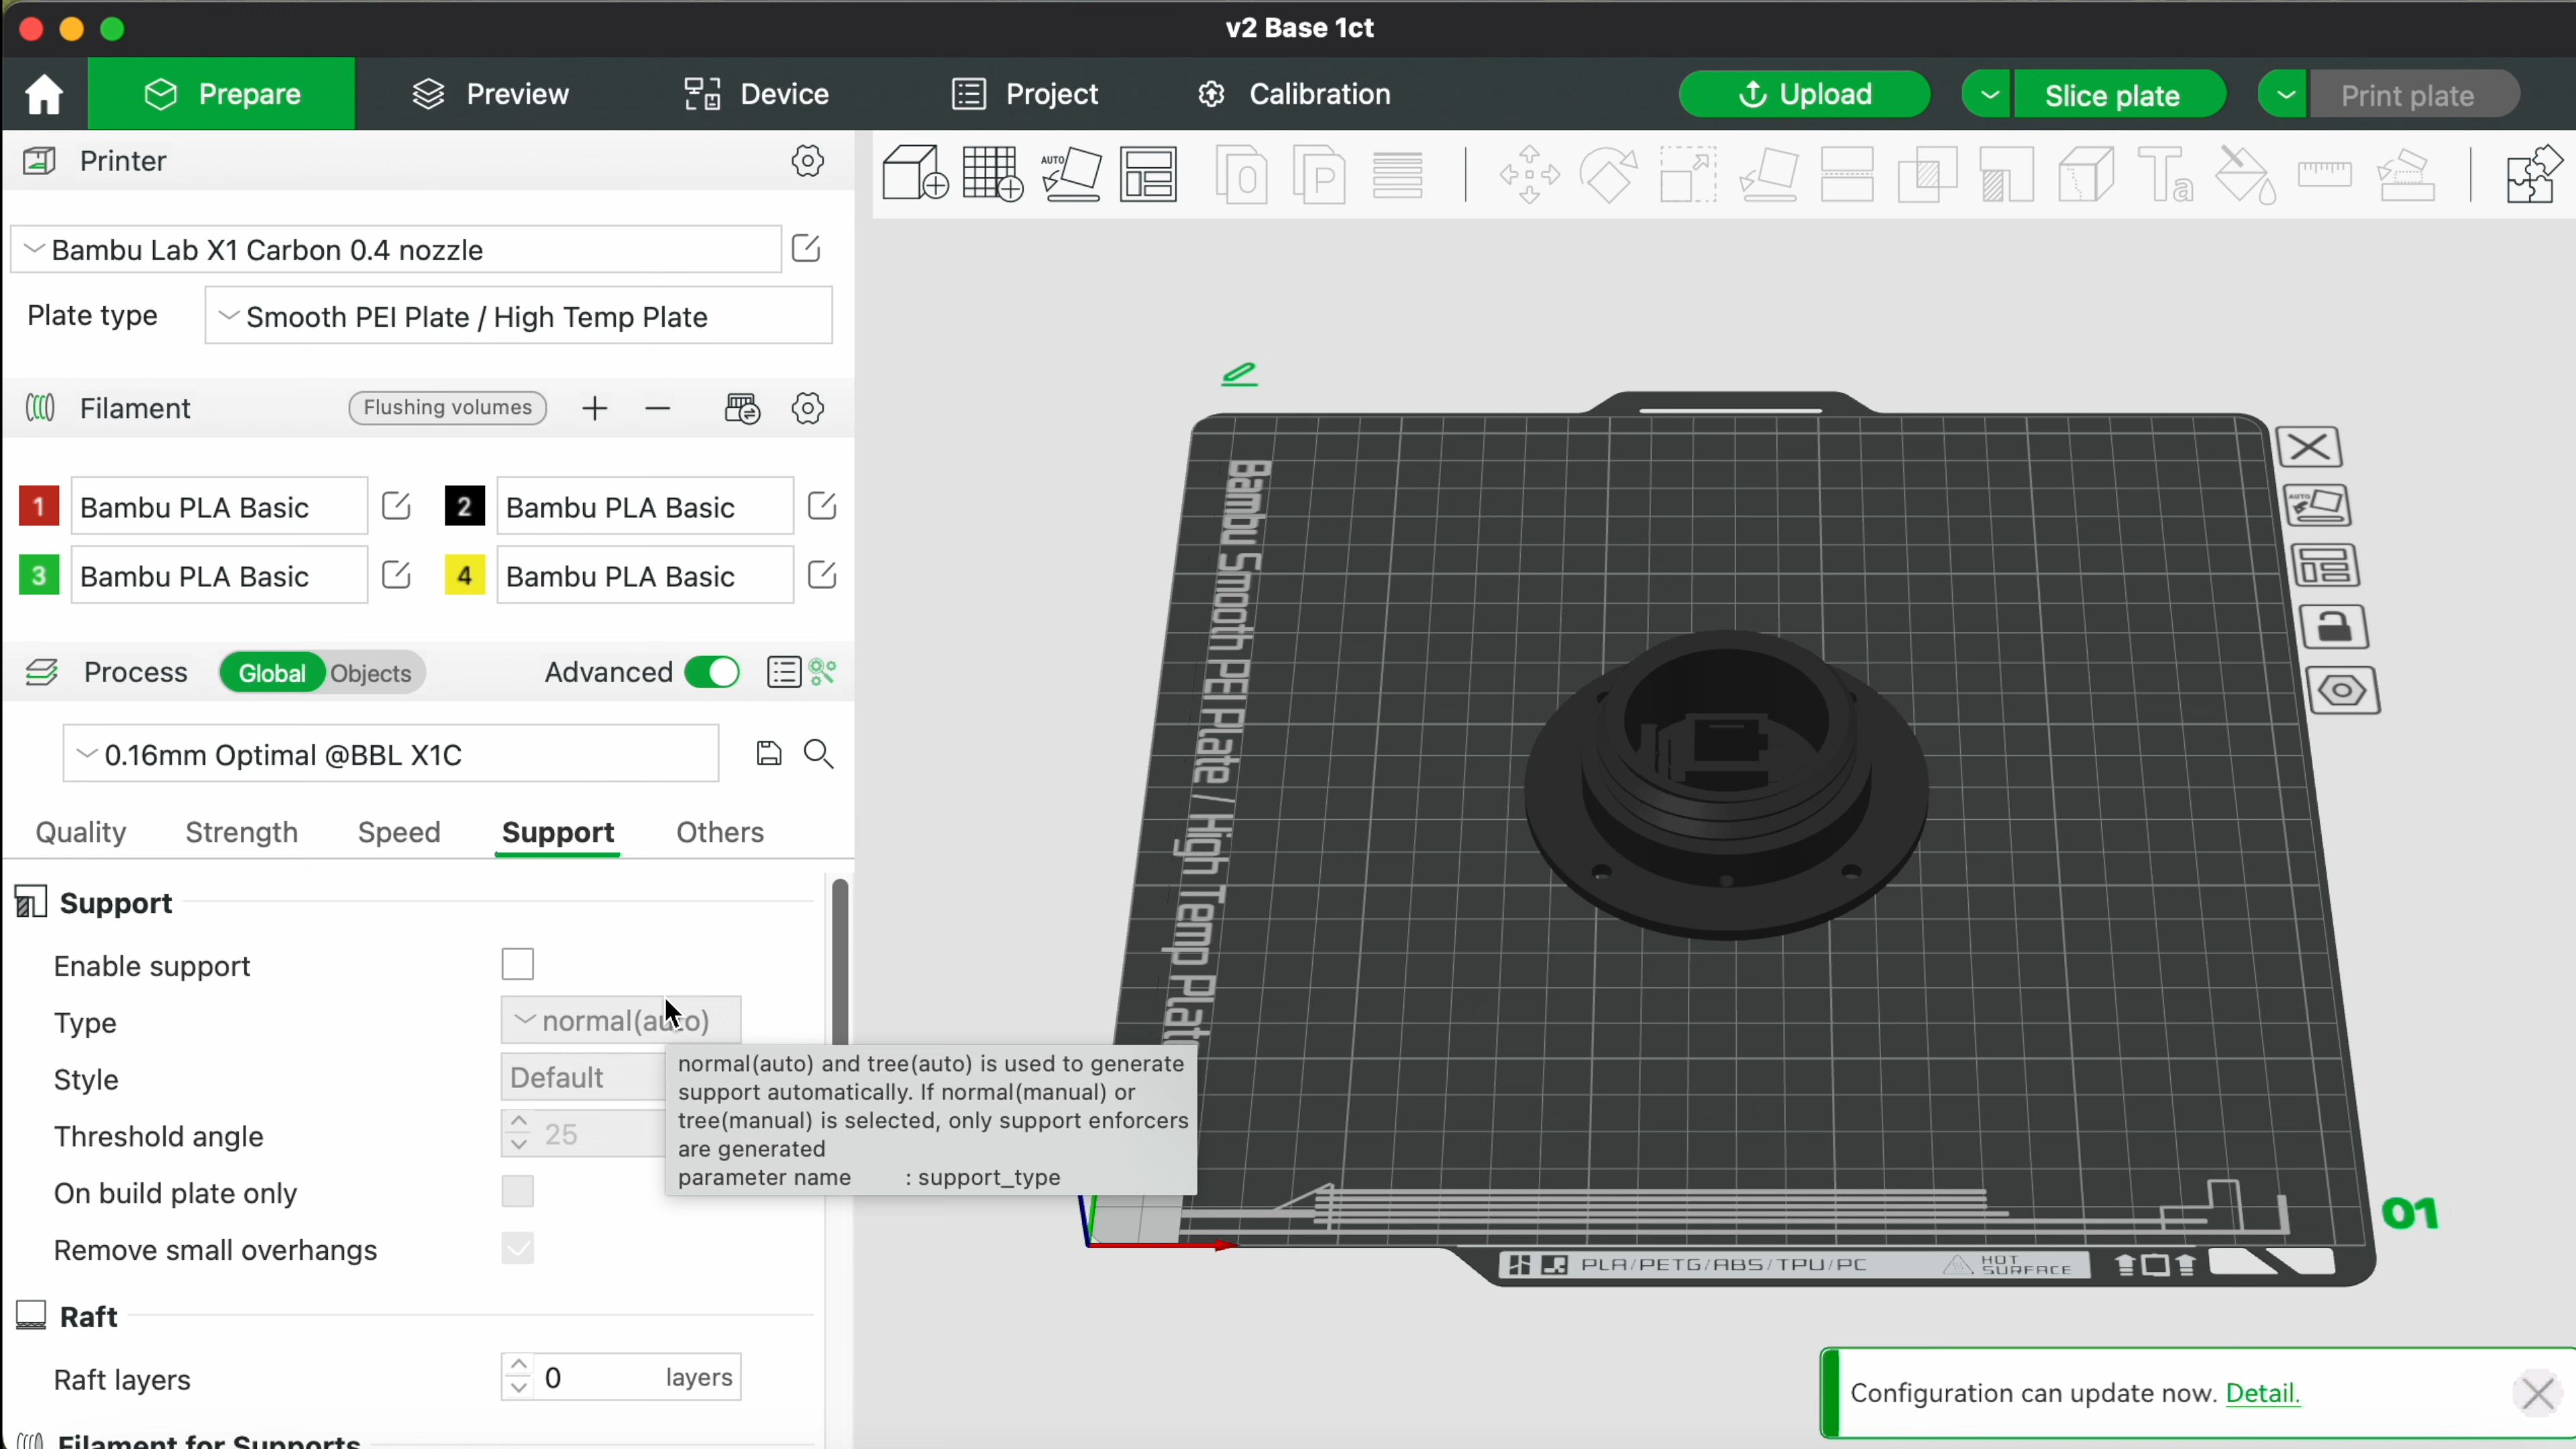 v2 Base 1ct
Prepare
Preview
Device
Project
Calibration
Upload
Slice plate
Print plate
Printer
AUTO
O
P
Ta
Bambu Lab X1 Carbon 0.4 nozzle
Plate type
Smooth PEI Plate / High Temp Plate
Filament
Flushing volumes
1
Bambu PLA Basic
2
Bambu PLA Basic
3
Bambu PLA Basic
4
Bambu PLA Basic
Process
Global
Objects
Advanced
0.16mm Optimal @BBL X1C
Quality
Strength
Speed
Support
Others
Support
Enable support
Type
normal(auto)
Style
Default
Threshold angle
25
On build plate only
Remove small overhangs
Raft
Raft layers
0
layers
Filament for Supports
normal(auto) and tree(auto) is used to generate
support automatically. If normal(manual) or
tree(manual) is selected, only support enforcers
are generated
parameter name : support_type
Bambu Smooth PEI Plate / High Temp Plat
AUTO
01
PLA/PETG/ABS/TPU/PC
HOT
SURFACE
Configuration can update now. Detail.